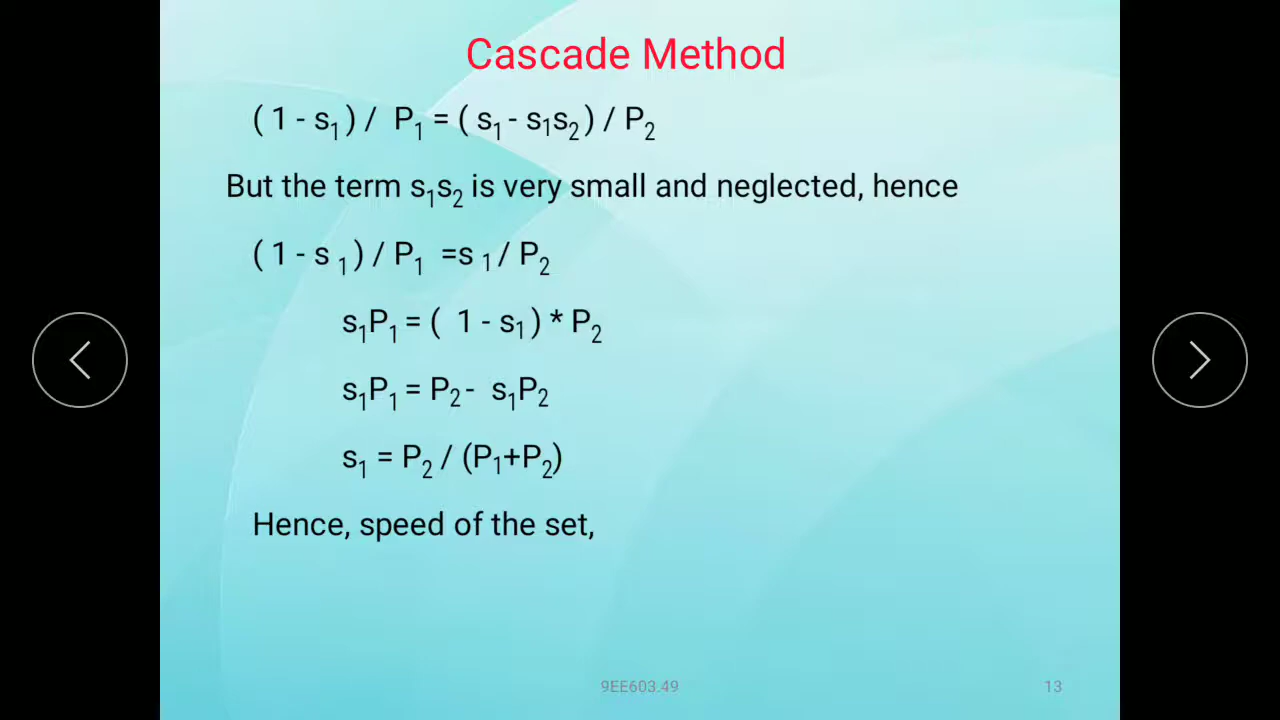 Cascade Method
( 1 - s₁ ) / P₁ = ( s₁ - s₁s₂ ) / P₂
But the term s₁s₂ is very small and neglected, hence
( 1 - s ₁ ) / P₁ =s ₁ / P₂
s₁P₁ = ( 1 - s₁ ) * P₂
s₁P₁ = P₂ - s₁P₂
s₁ = P₂ / (P₁+P₂)
Hence, speed of the set,
9EE603.49
13